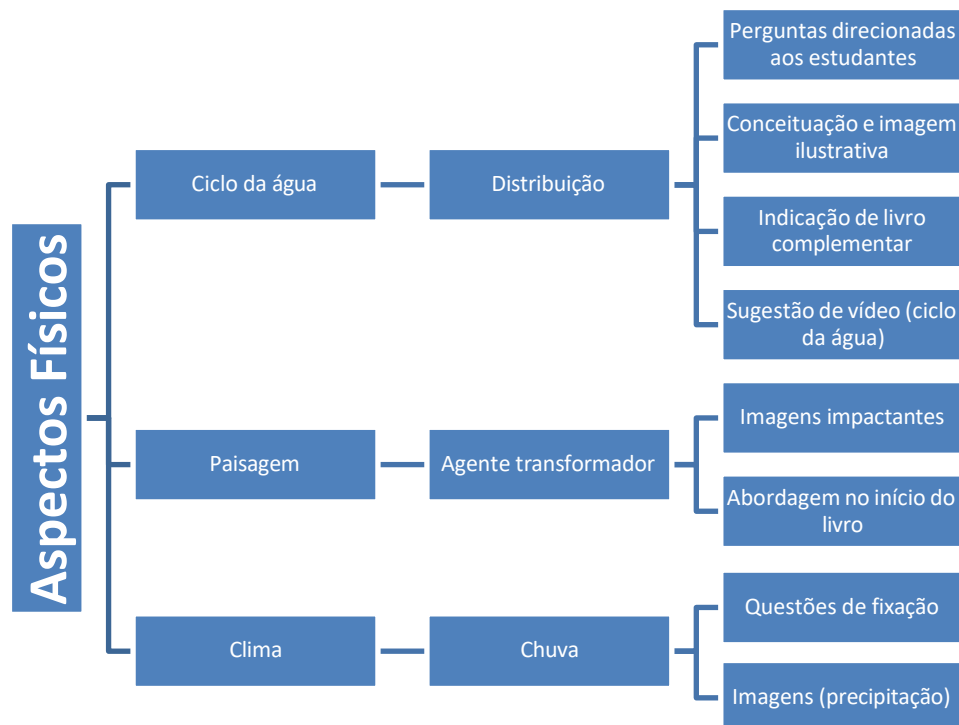 Aspectos Físicos
Ciclo da água
Distribuição
Perguntas direcionadas
aos estudantes
Conceituação e imagem
ilustrativa
Indicação de livro
complementar
Sugestão de vídeo (ciclo
da água)
Paisagem
Agente transformador
Imagens impactantes
Abordagem no início do
livro
Clima
Chuva
Questões de fixação
Imagens (precipitação)